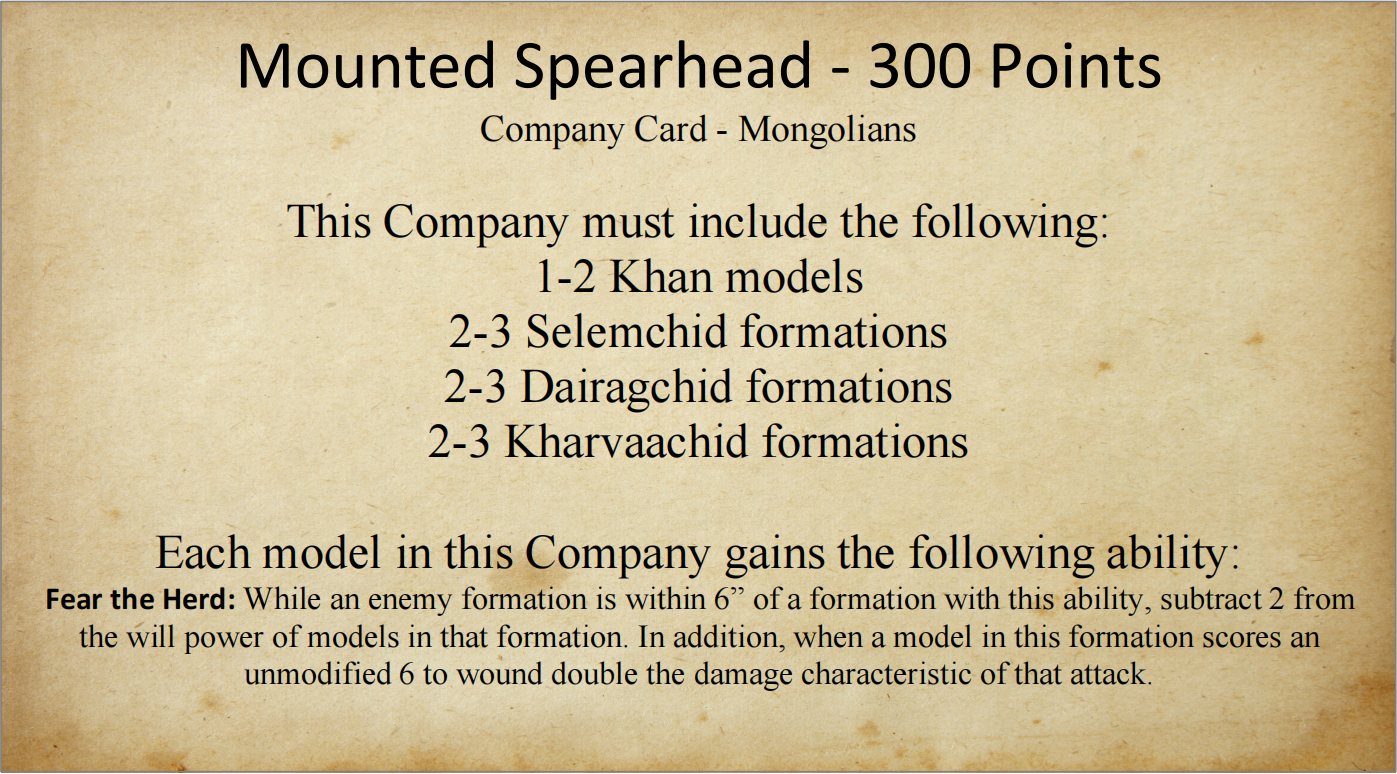 Mounted Spearhead - 300 Points
Company Card - Mongolians
This Company must include the following:
1-2 Khan models
2-3 Selemchid formations
2-3 Dairagchid formations
2-3 Kharvaachid formations
Each model in this Company gains the following ability:
Fear the Herd: While an enemy formation is within 6” of a formation with this ability, subtract 2 from
the will power of models in that formation. In addition, when a model in this formation scores an
unmodified 6 to wound double the damage characteristic of that attack.